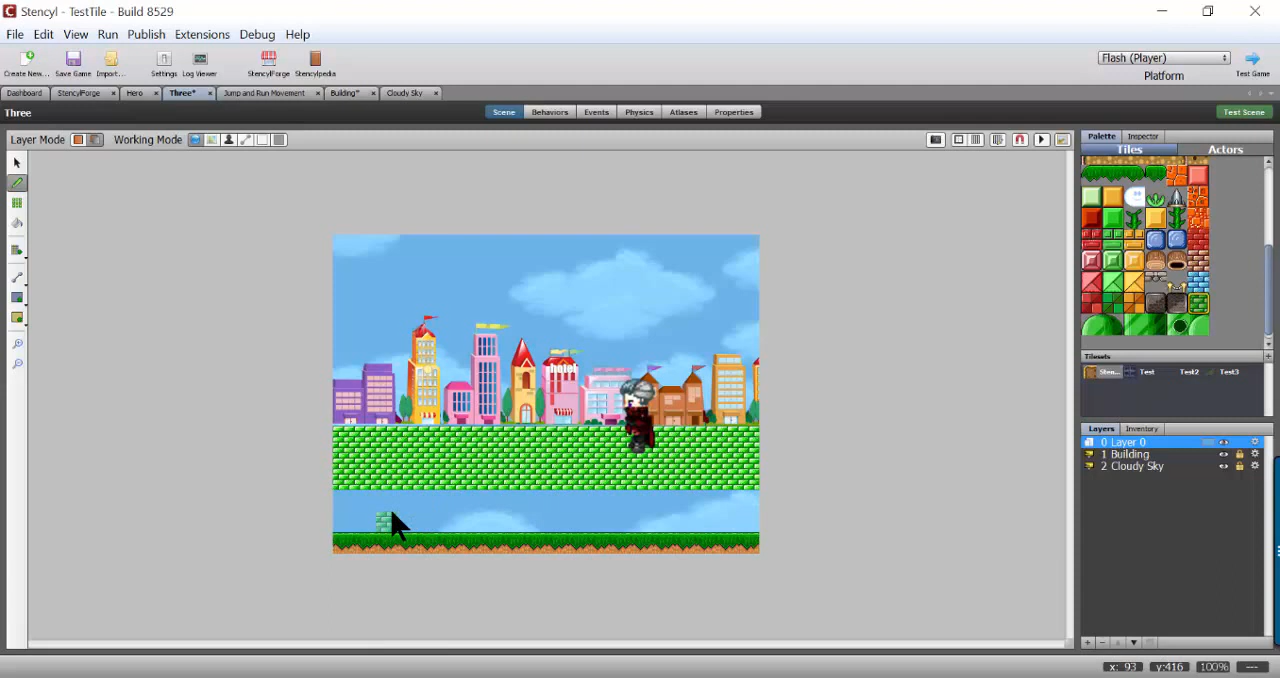 Stencyl - TestTile - Build 8529
File Edit View Run Publish Extensions Debug Help
Create New... Save Game Import... Settings Log Viewer StencylForge Stencylpedia
Flash (Player)
Platform
Test Game
Dashboard StencylForge Hero Three* Jump and Run Movement Building* Cloudy Sky
Three
Scene Behaviors Events Physics Atlases Properties
Test Scene
Layer Mode Working Mode
Palette Inspector
Tiles Actors
hotel
Tilesets
Sten... Test Test2 Test3
Layers Inventory
0 Layer 0
1 Building
2 Cloudy Sky
x: 93 y:416 100% ---